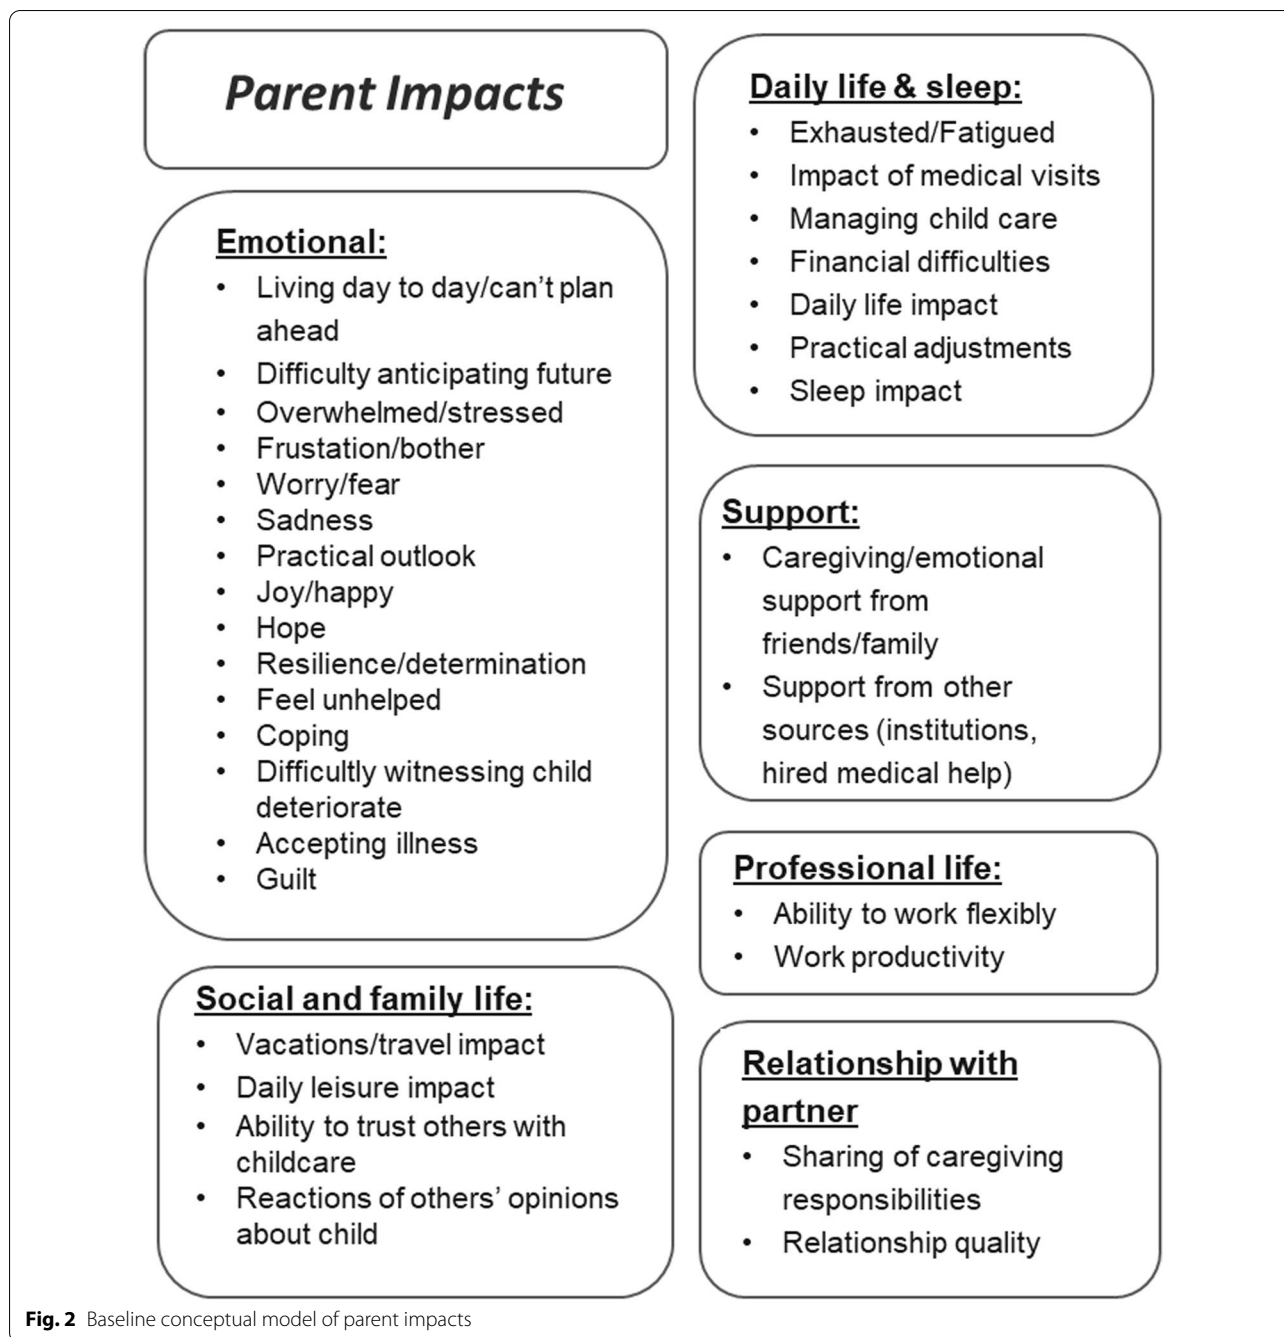 Parent Impacts
Emotional:
• Living day to day/can’t plan
ahead
• Difficulty anticipating future
• Overwhelmed/stressed
• Frustation/bother
• Worry/fear
• Sadness
• Practical outlook
• Joy/happy
• Hope
• Resilience/determination
• Feel unhelped
• Coping
• Difficultly witnessing child
deteriorate
• Accepting illness
• Guilt
Social and family life:
• Vacations/travel impact
• Daily leisure impact
• Ability to trust others with
childcare
• Reactions of others’ opinions
about child
Daily life & sleep:
• Exhausted/Fatigued
• Impact of medical visits
• Managing child care
• Financial difficulties
• Daily life impact
• Practical adjustments
• Sleep impact
Support:
• Caregiving/emotional
support from
friends/family
• Support from other
sources (institutions,
hired medical help)
Professional life:
• Ability to work flexibly
• Work productivity
Relationship with
partner
• Sharing of caregiving
responsibilities
• Relationship quality
Fig. 2 Baseline conceptual model of parent impacts